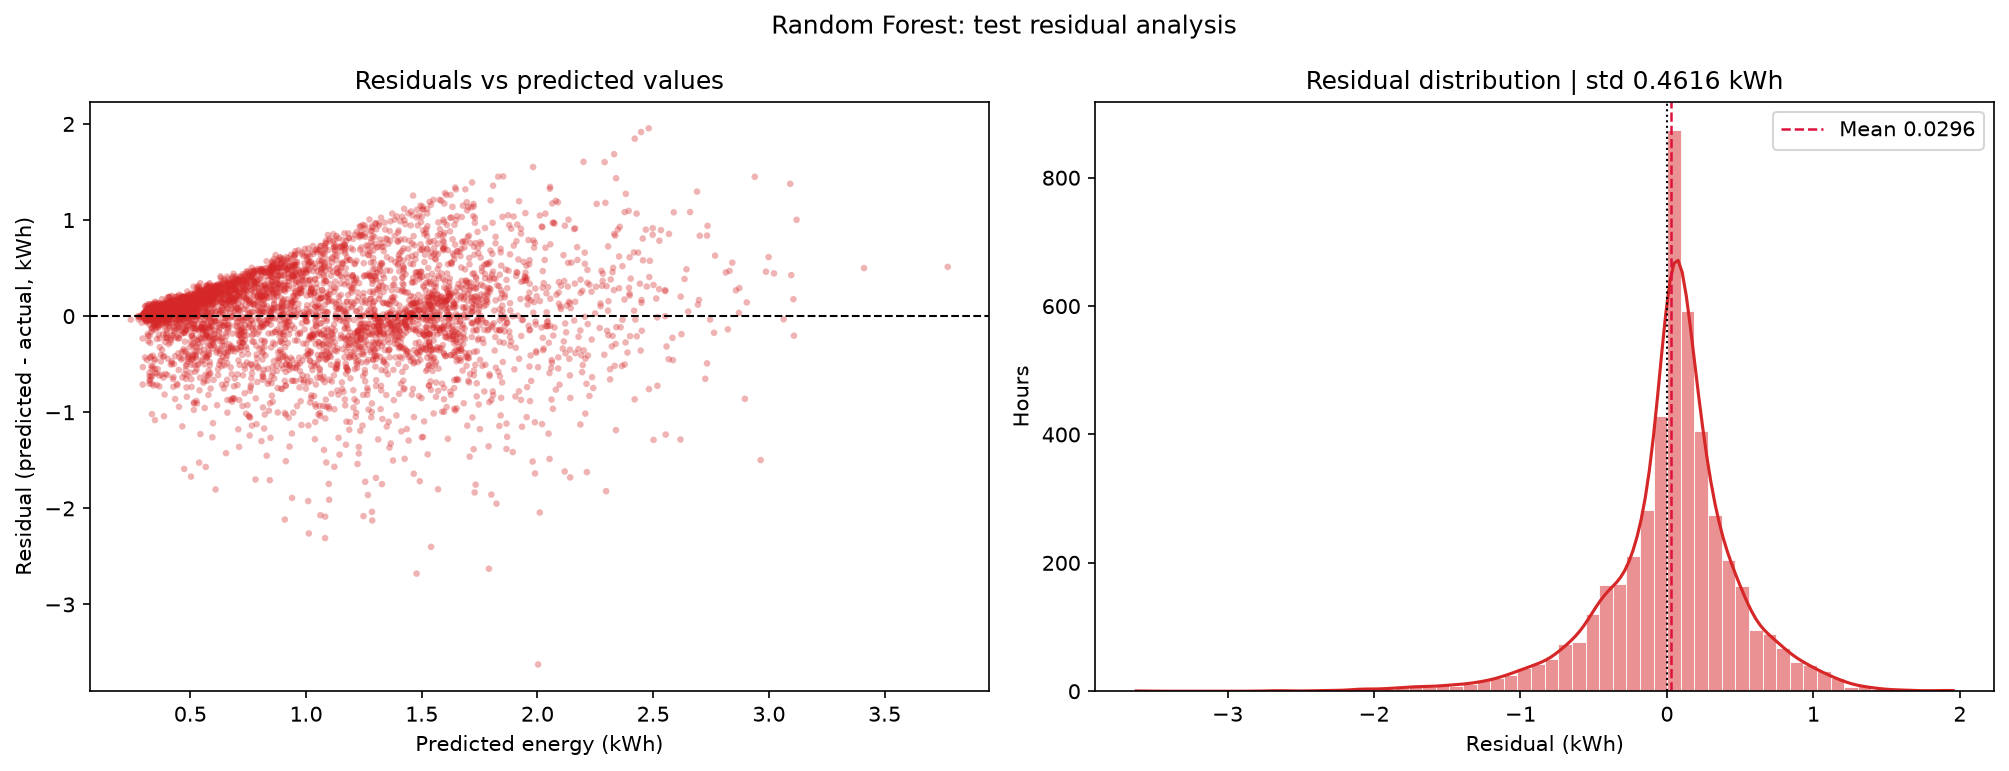 Random Forest: test residual analysis
Residuals vs predicted values
Residual (predicted - actual, kWh)
2
1
0
−1
−2
−3
0.5 1.0 1.5 2.0 2.5 3.0 3.5
Predicted energy (kWh)
Residual distribution | std 0.4616 kWh
Mean 0.0296
Hours
800
600
400
200
0
−3 −2 −1 0 1 2
Residual (kWh)